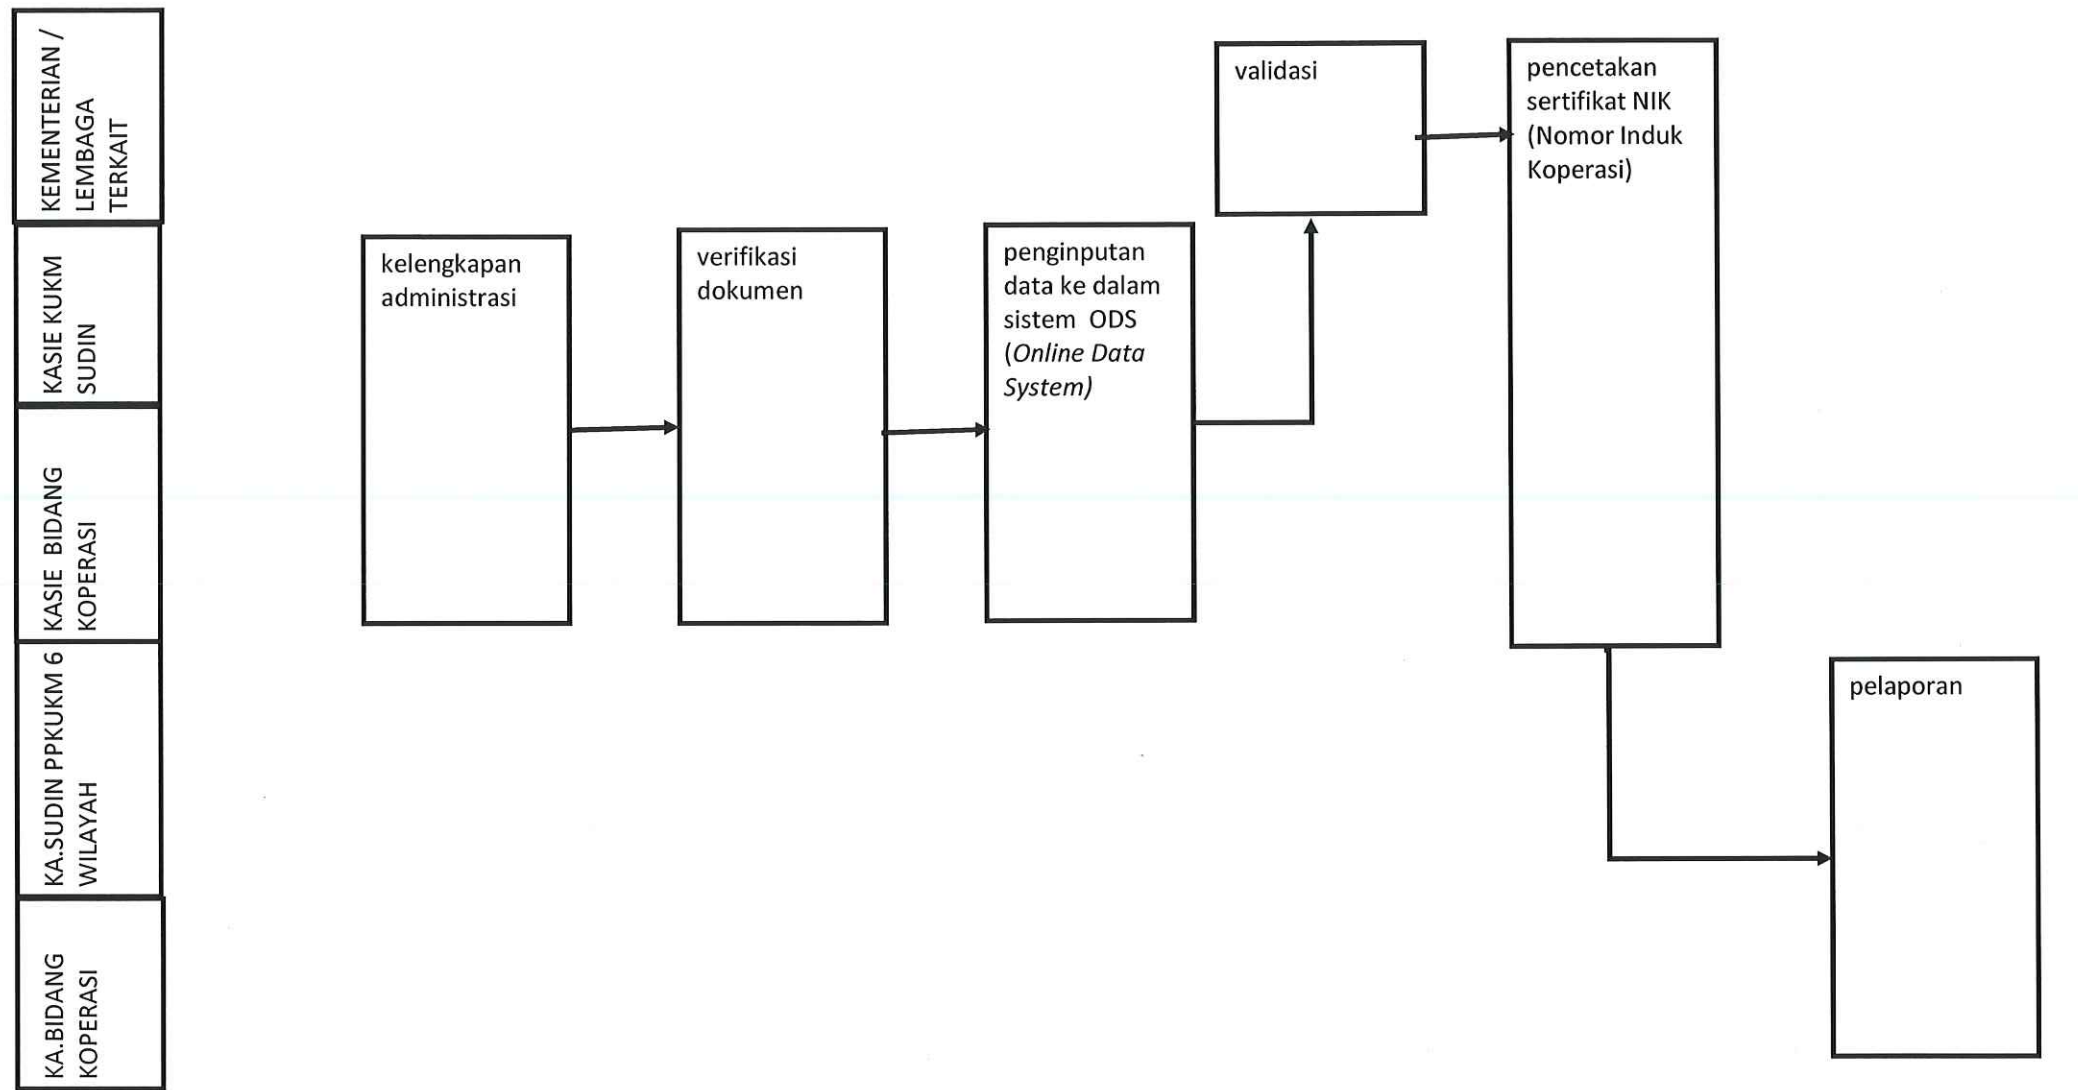 KEMENTERIAN /
LEMBAGA
TERKAIT
KASIE KUKM
SUDIN
KASIE BIDANG
KOPERASI
KA.SUDIN PPKUKM 6
WILAYAH
KA.BIDANG
KOPERASI
kelengkapan
administrasi
verifikasi
dokumen
penginputan
data ke dalam
sistem ODS
(Online Data
System)
validasi
pencetakan
sertifikat NIK
(Nomor Induk
Koperasi)
pelaporan